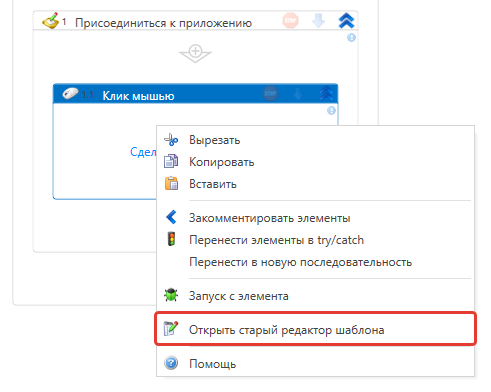 1 Присоединиться к приложению
1.1 Клик мышью
Сдел
Вырезать
Копировать
Вставить
Закомментировать элементы
Перенести элементы в try/catch
Перенести в новую последовательность
Запуск с элемента
Открыть старый редактор шаблона
Помощь